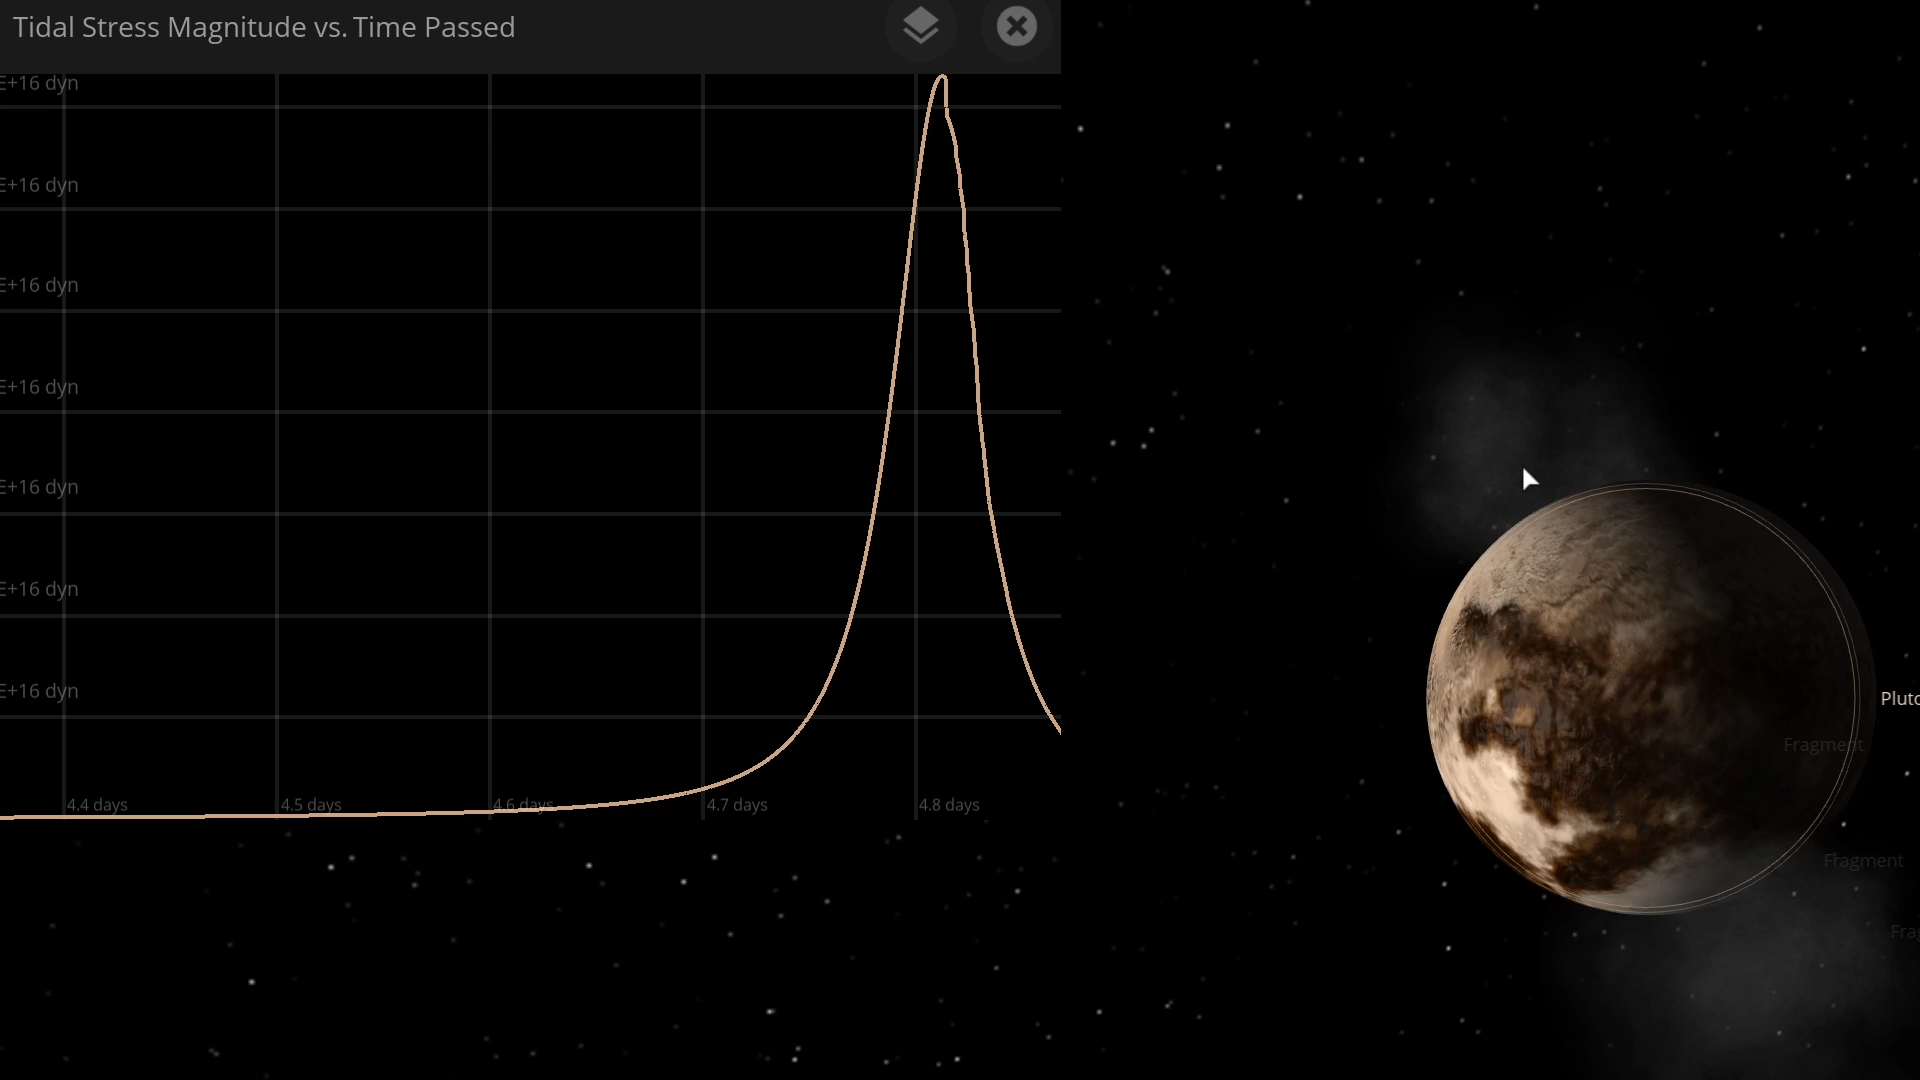 Tidal Stress Magnitude vs. Time Passed
E+16 dyn
E+16 dyn
E+16 dyn
E+16 dyn
E+16 dyn
E+16 dyn
E+16 dyn
4.4 days
4.5 days
4.6 days
4.7 days
4.8 days
Pluto
Fragment
Fragment
Frag